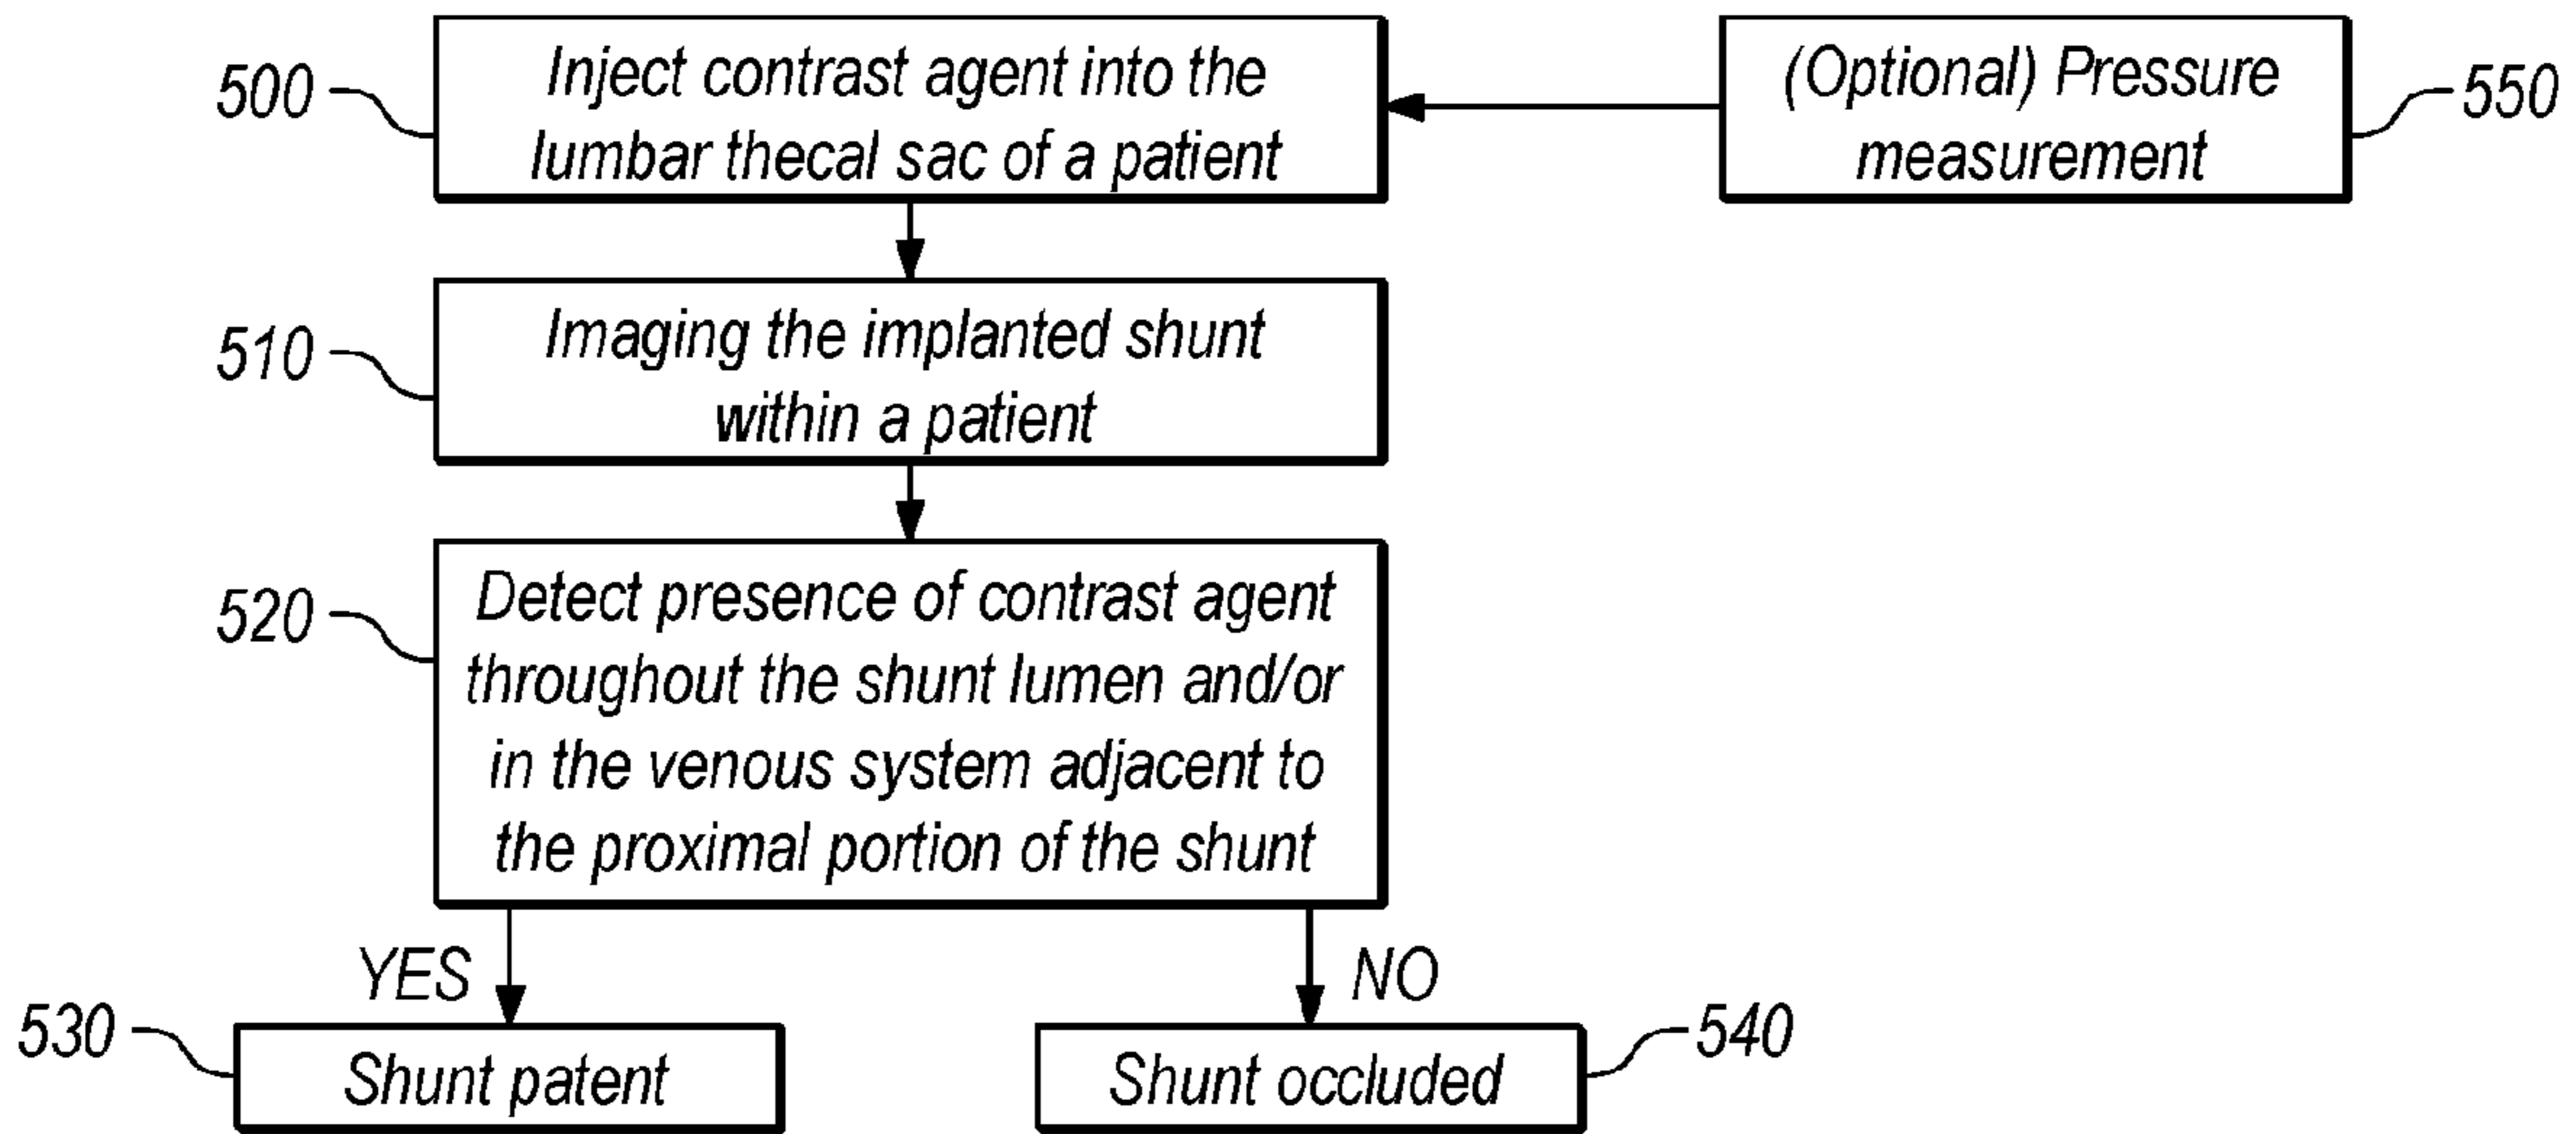 500
Inject contrast agent into the
lumbar thecal sac of a patient
(Optional) Pressure
measurement
550
510
Imaging the implanted shunt
within a patient
520
Detect presence of contrast agent
throughout the shunt lumen and/or
in the venous system adjacent to
the proximal portion of the shunt
YES
NO
530
Shunt patent
Shunt occluded
540